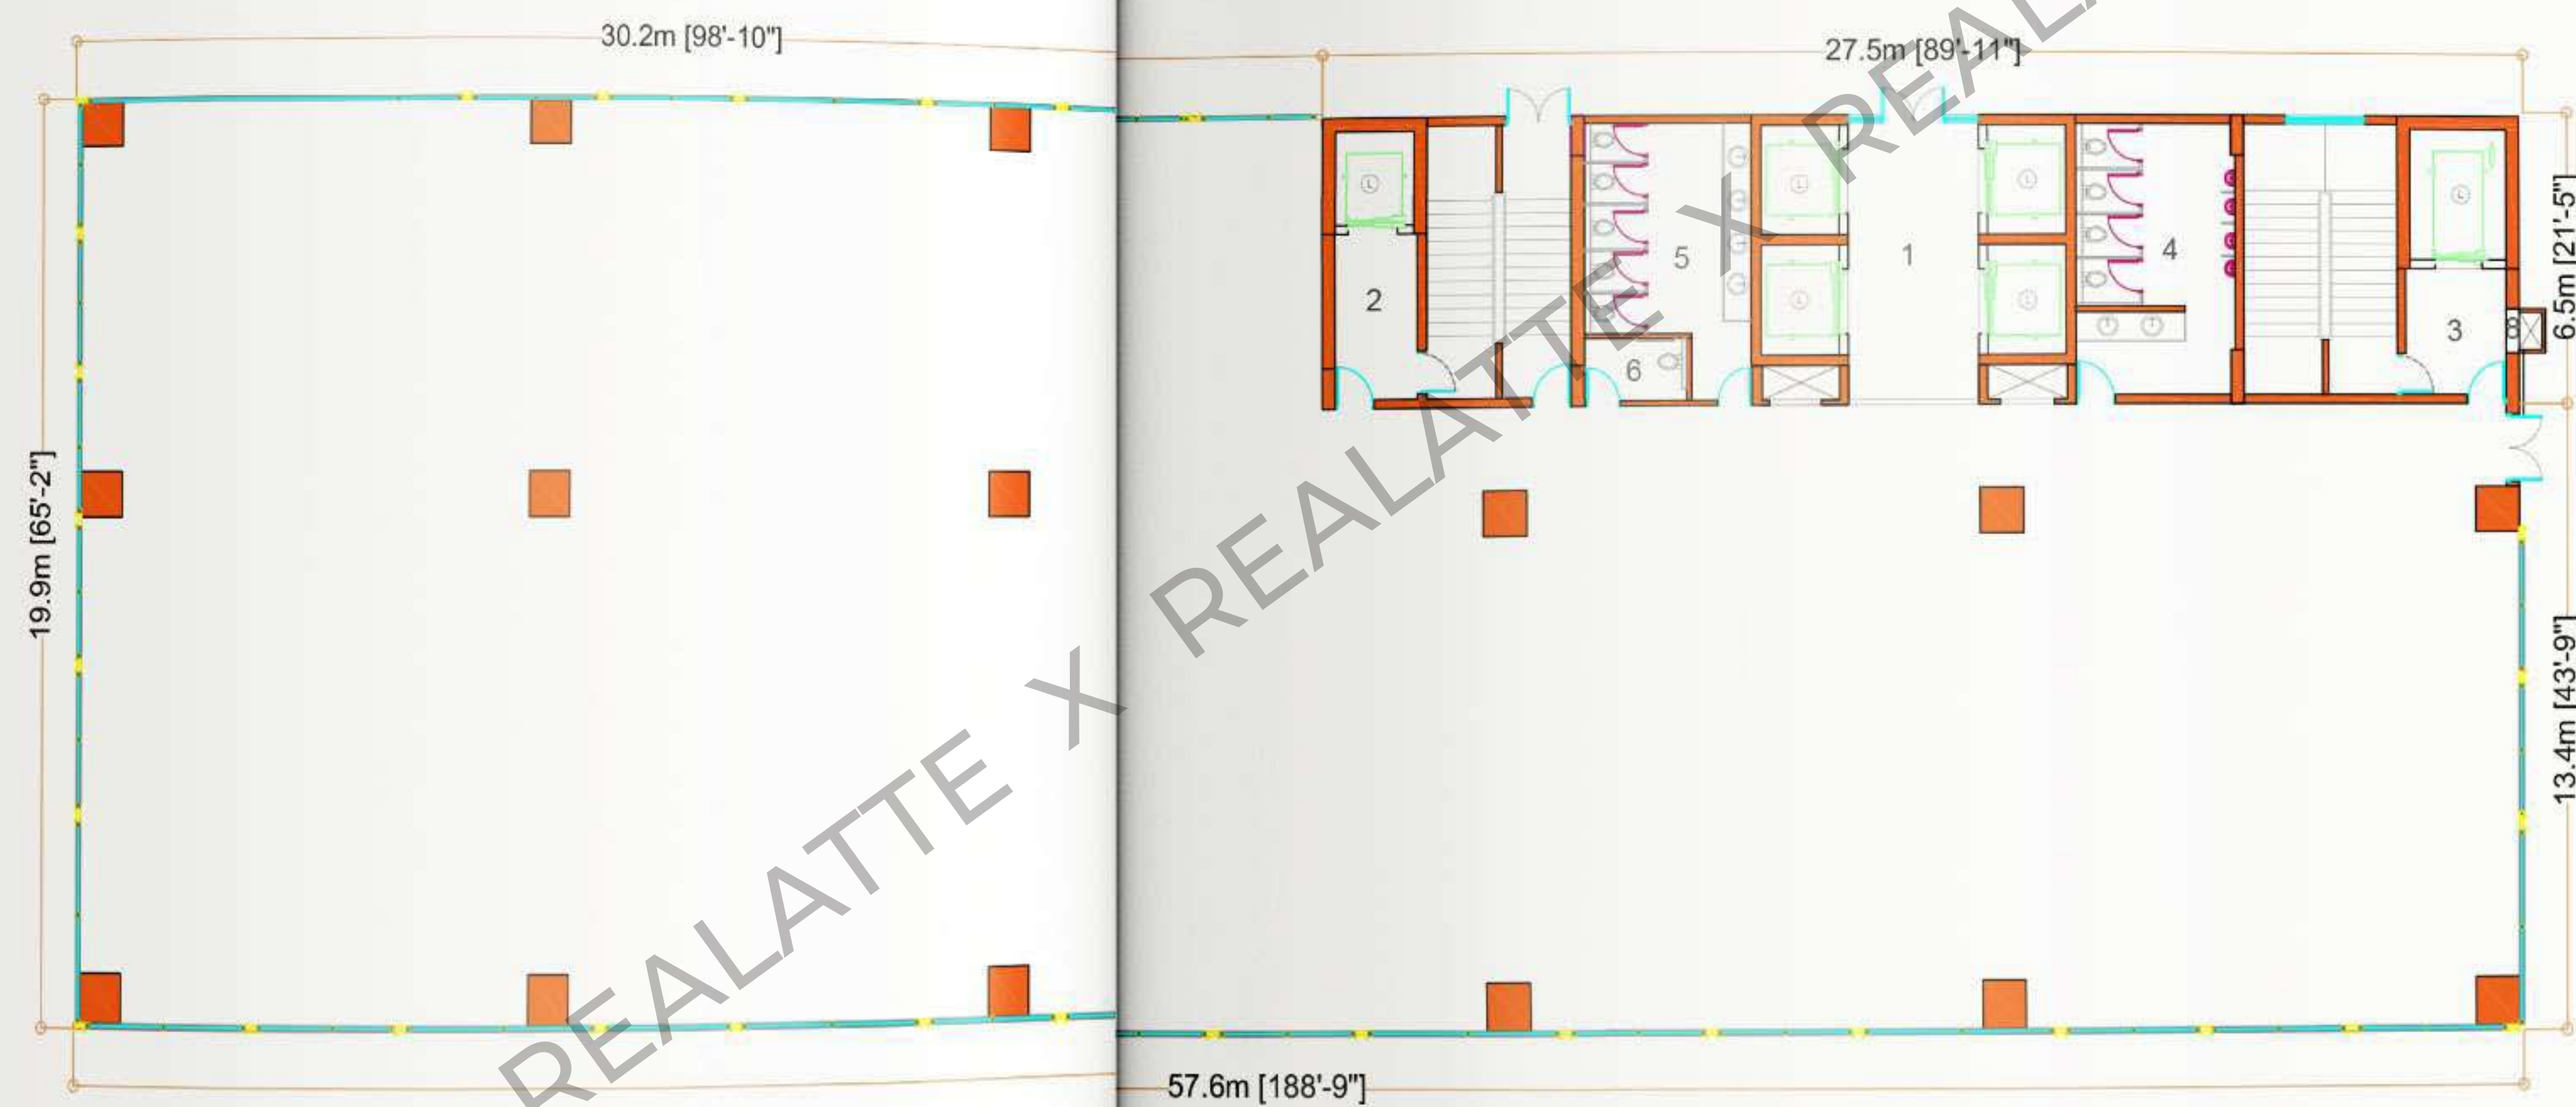 30.2m [98'-10"]
27.5m [89'-11"]
6.5m [21'-5"]
19.9m [65'-2"]
13.4m [43'-9"]
57.6m [188'-9"]
L
L
L
L
L
L
1
2
3
4
5
6
8
REALATTE X REALATTE X REALA